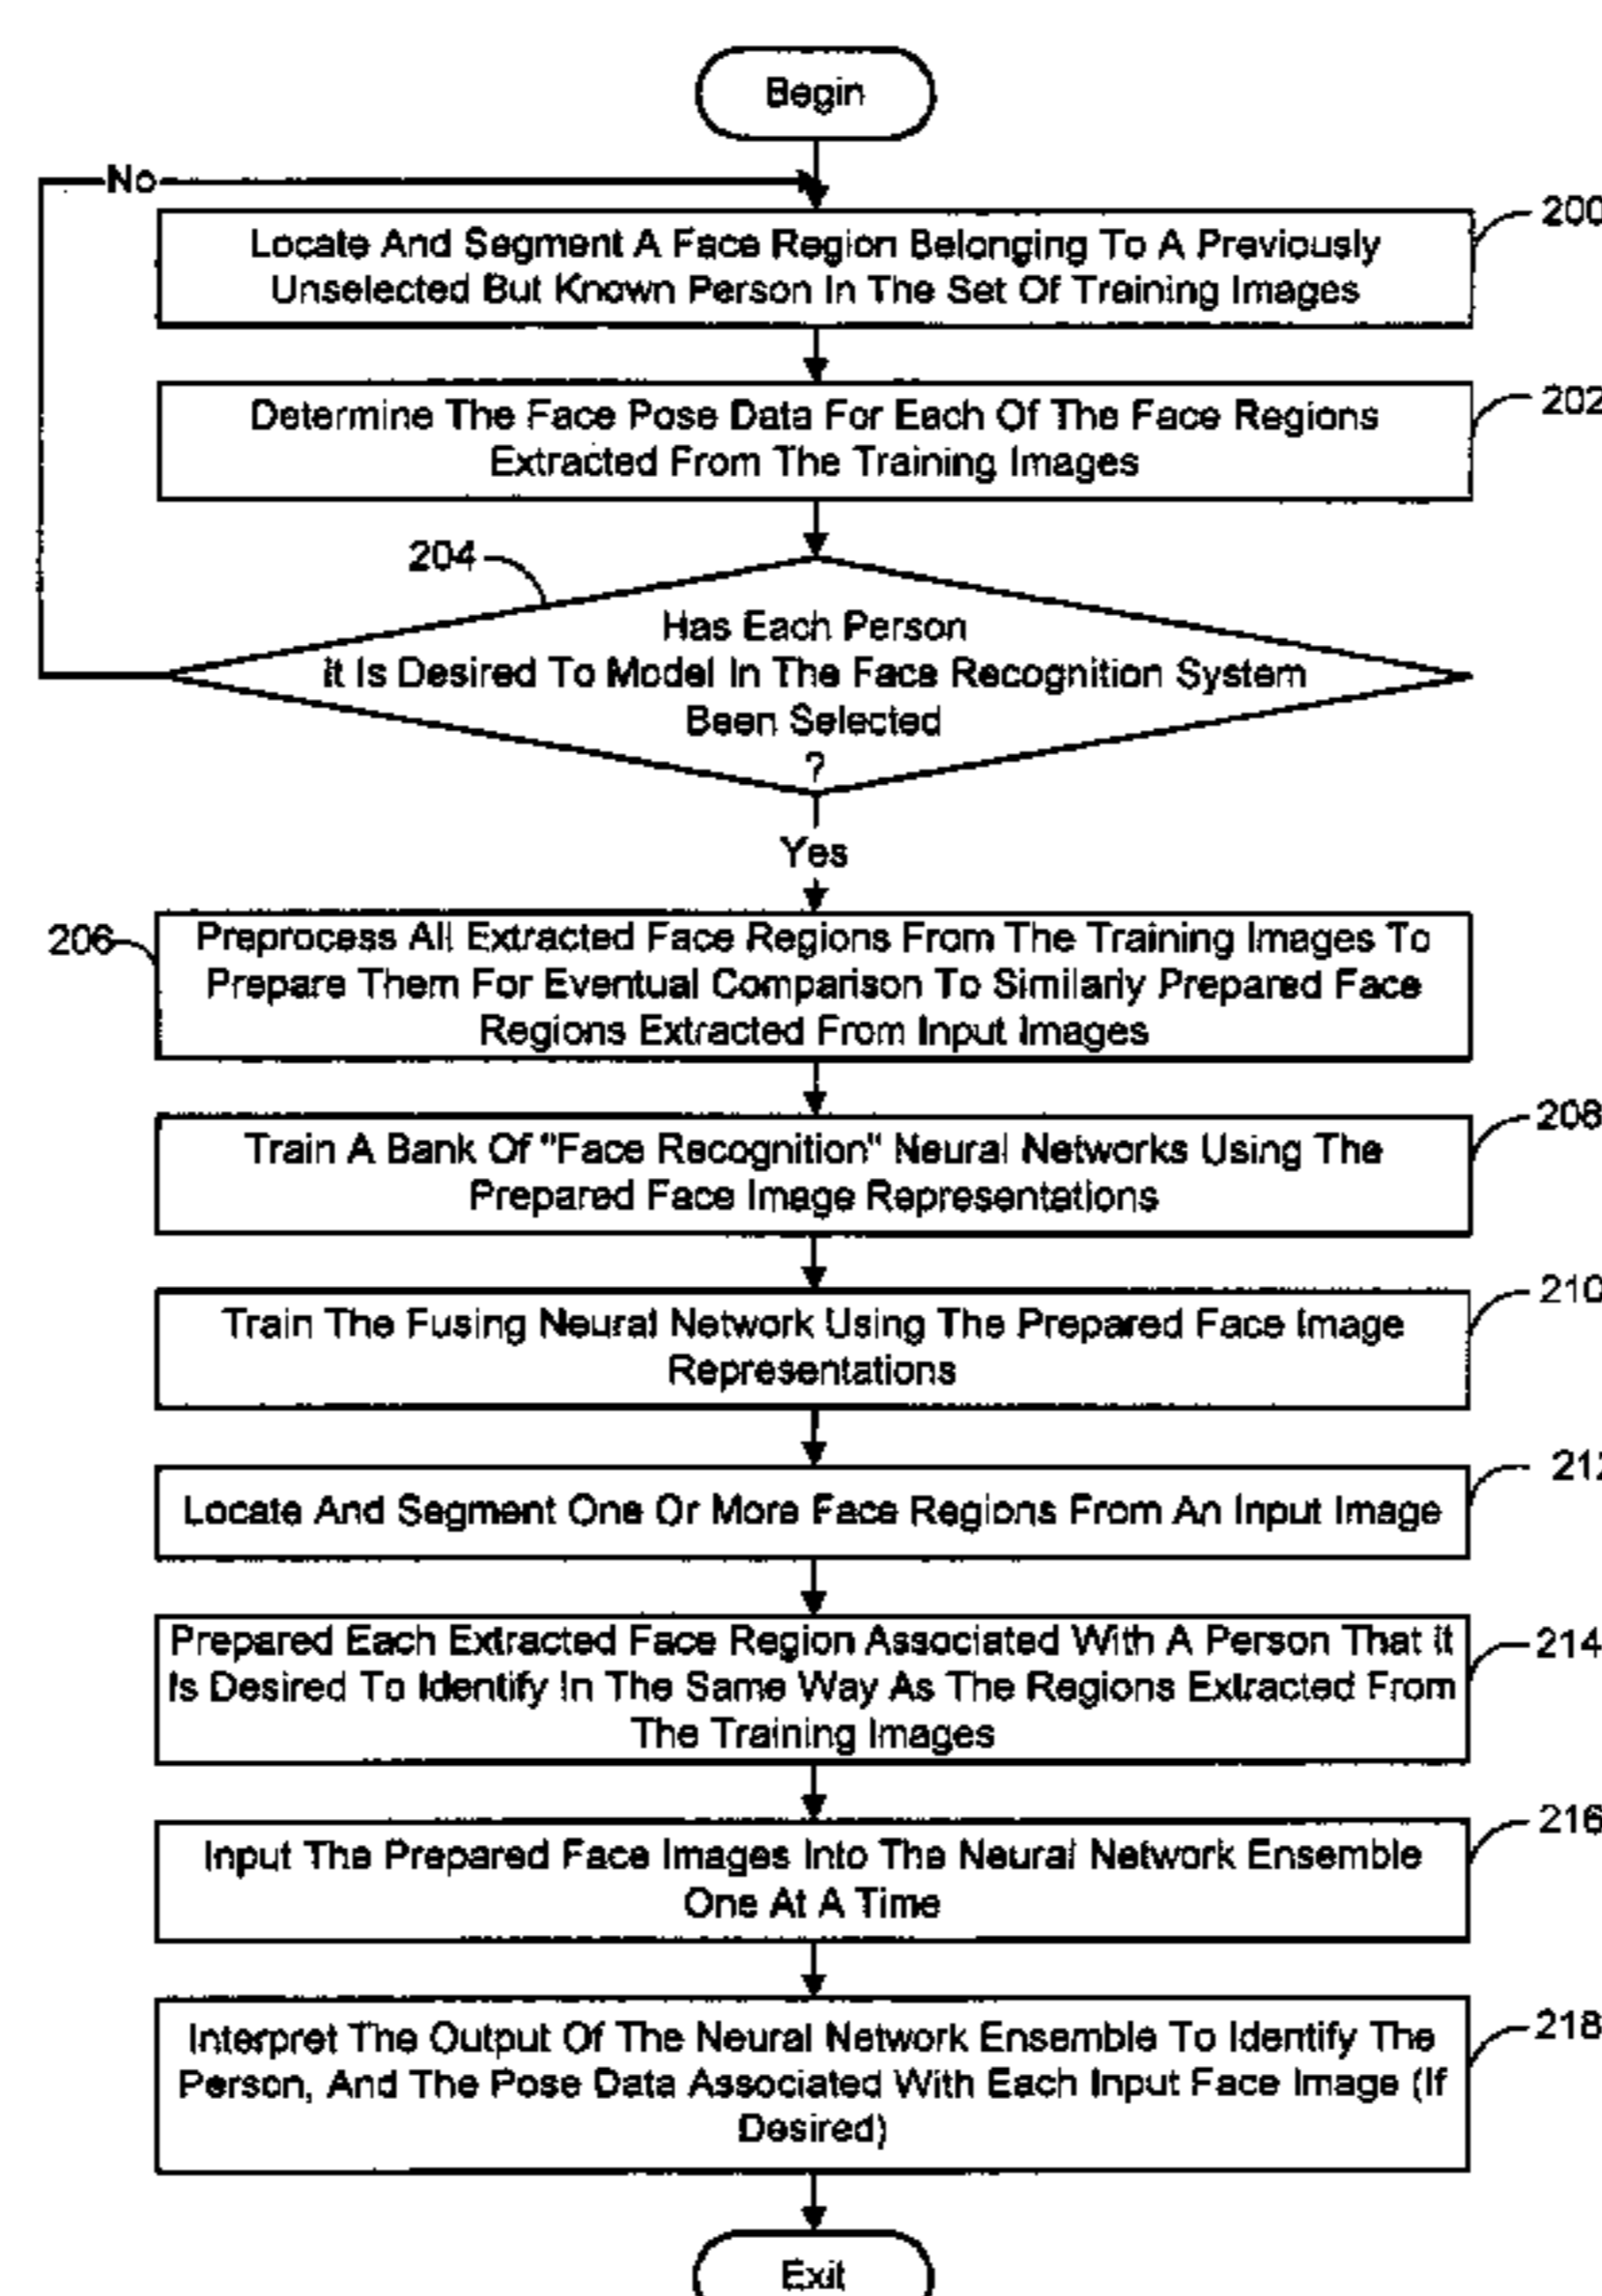 Begin
No
200
Locate And Segment A Face Region Belonging To A Previously
Unselected But Known Person In The Set Of Training Images
202
Determine The Face Pose Data For Each Of The Face Regions
Extracted From The Training Images
204
Has Each Person
it Is Desired To Model In The Face Recognition System
Been Selected
?
Yes
206
Preprocess All Extracted Face Regions From The Training Images To
Prepare Them For Eventual Comparison To Similarly Prepared Face
Regions Extracted From Input Images
208
Train A Bank Of "Face Recognition" Neural Networks Using The
Prepared Face Image Representations
210
Train The Fusing Neural Network Using The Prepared Face Image
Representations
212
Locate And Segment One Or More Face Regions From An Input Image
214
Prepared Each Extracted Face Region Associated With A Person That it
Is Desired To Identify In The Same Way As The Regions Extracted From
The Training Images
216
Input The Prepared Face Images Into The Neural Network Ensemble
One At A Time
218
Interpret The Output Of The Neural Network Ensemble To Identify The
Person, And The Pose Data Associated With Each Input Face Image (If
Desired)
Exit